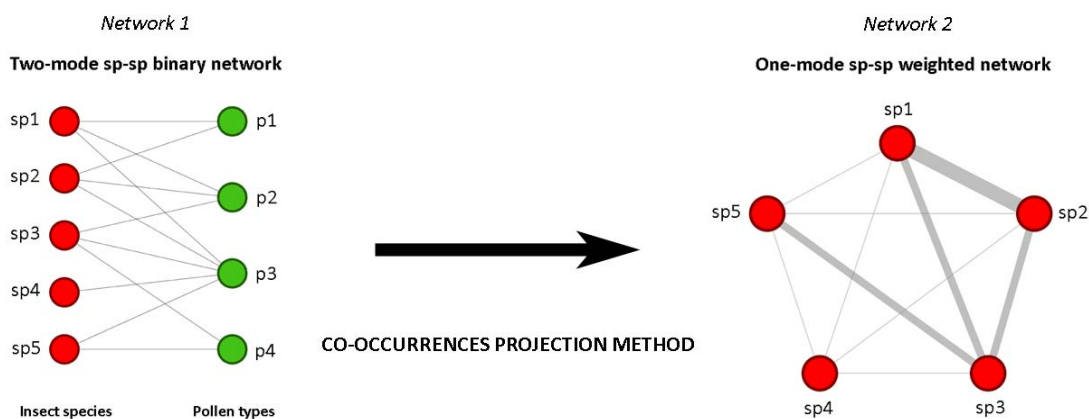 Network 1
Two-mode sp-sp binary network
sp1
p1
sp2
p2
sp3
p3
sp4
sp5
p4
Insect species
Pollen types
CO-OCCURRENCES PROJECTION METHOD
Network 2
One-mode sp-sp weighted network
sp1
sp5
sp2
sp4
sp3